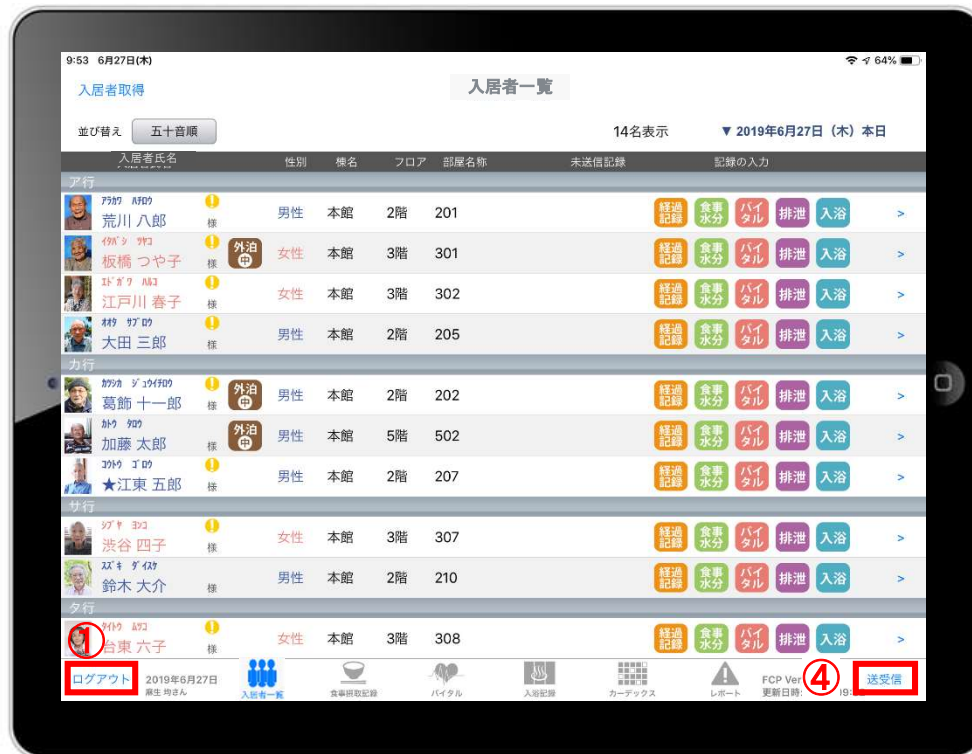 9:53 6月27日(木) 64%
入居者取得 入居者一覧
並び替え 五十音順 14名表示 ▼ 2019年6月27日（木）本日
入居者氏名 性別 棟名 フロア 部屋名称 未送信記録 記録の入力
ア行
アラカワ ハチロウ
荒川 八郎 様 男性 本館 2階 201 経過記録 食事水分 バイタル 排泄 入浴 >
イタバシ ツヤコ
板橋 つや子 様 外泊中 女性 本館 3階 301 経過記録 食事水分 バイタル 排泄 入浴 >
エドガワ ハルコ
江戸川 春子 様 女性 本館 3階 302 経過記録 食事水分 バイタル 排泄 入浴 >
オオタ サブロウ
大田 三郎 様 男性 本館 2階 205 経過記録 食事水分 バイタル 排泄 入浴 >
カ行
カツシカ ジュウイチロウ
葛飾 十一郎 様 外泊中 男性 本館 2階 202 経過記録 食事水分 バイタル 排泄 入浴 >
カトウ タロウ
加藤 太郎 様 外泊中 男性 本館 5階 502 経過記録 食事水分 バイタル 排泄 入浴 >
コウトウ ゴロウ
★江東 五郎 様 男性 本館 2階 207 経過記録 食事水分 バイタル 排泄 入浴 >
サ行
シブヤ ヨンコ
渋谷 四子 様 女性 本館 3階 307 経過記録 食事水分 バイタル 排泄 入浴 >
スズキ ダイスケ
鈴木 大介 様 男性 本館 2階 210 経過記録 食事水分 バイタル 排泄 入浴 >
タ行
タイトウ ムツコ
① 台東 六子 様 女性 本館 3階 308 経過記録 食事水分 バイタル 排泄 入浴 >
ログアウト 2019年6月27日 麻生 均さん 入居者一覧 食事摂取記録 バイタル 入浴記録 カーデックス レポート FCP Ver 更新日時: ④ 送受信